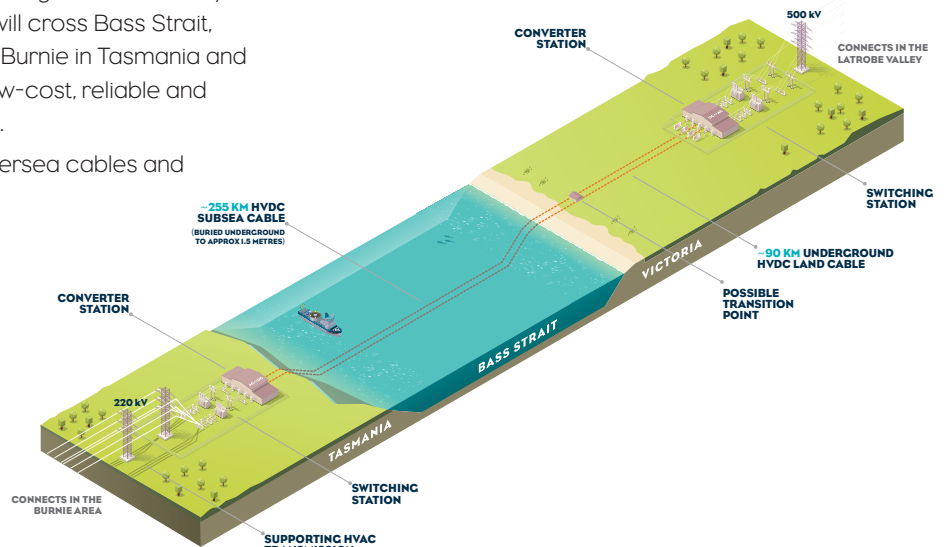 will cross Bass Strait,
Burnie in Tasmania and
w-cost, reliable and
ersea cables and
500 kV
CONVERTER
STATION
CONNECTS IN THE
LATROBE VALLEY
SWITCHING
STATION
~255 KM HVDC
SUBSEA CABLE
(BURIED UNDERGROUND
TO APPROX 1.5 METRES)
~90 KM UNDERGROUND
HVDC LAND CABLE
VICTORIA
POSSIBLE
TRANSITION
POINT
CONVERTER
STATION
BASS STRAIT
220 kV
TASMANIA
SWITCHING
STATION
CONNECTS IN THE
BURNIE AREA
SUPPORTING HVAC